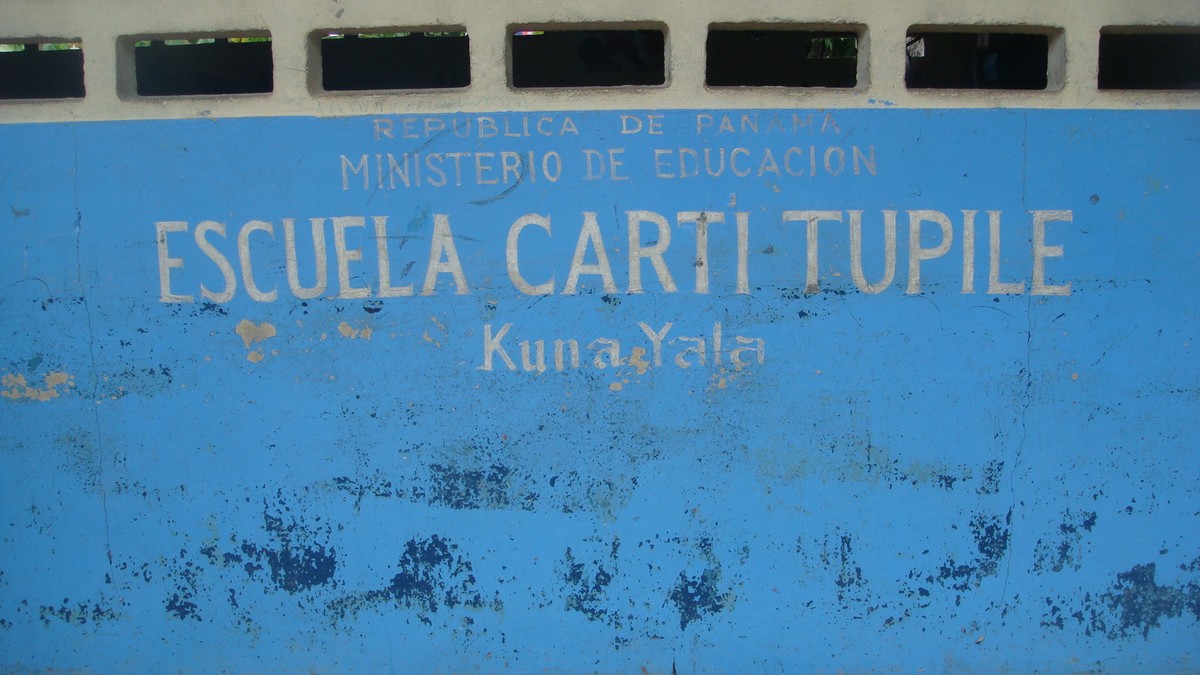 REPUBLICA DE PANAMA
MINISTERIO DE EDUCACION
ESCUELA CARTI TUPILE
Kuna Yala